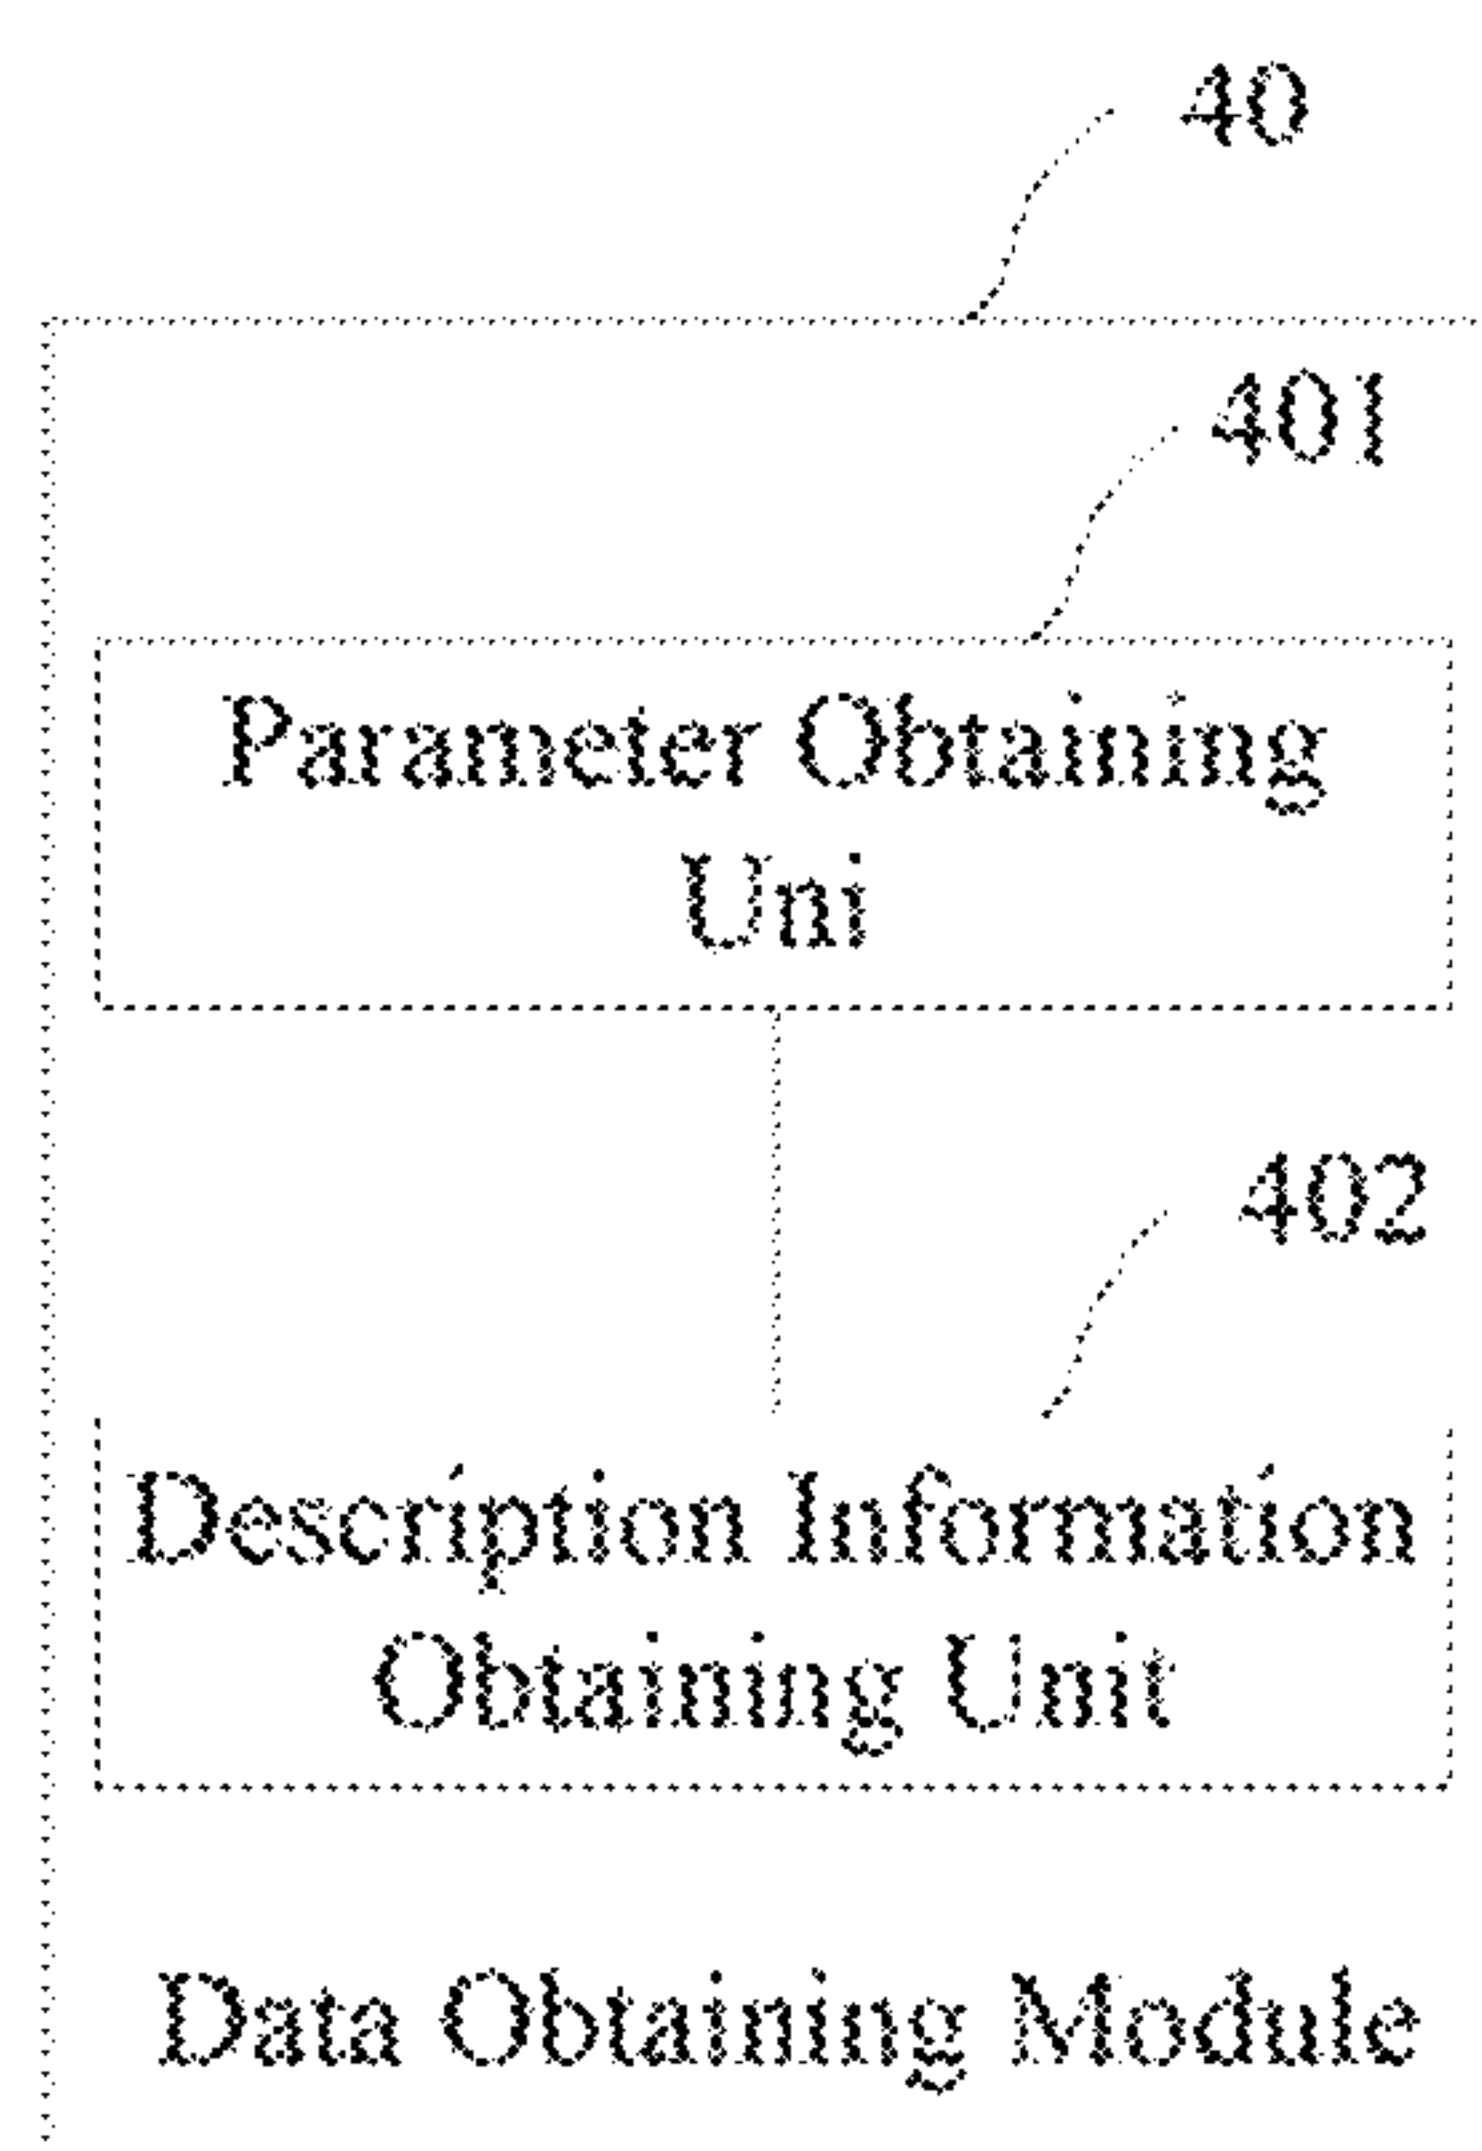 40
401
Parameter Obtaining
Uni
402
Description Information
Obtaining Unit
Data Obtaining Module